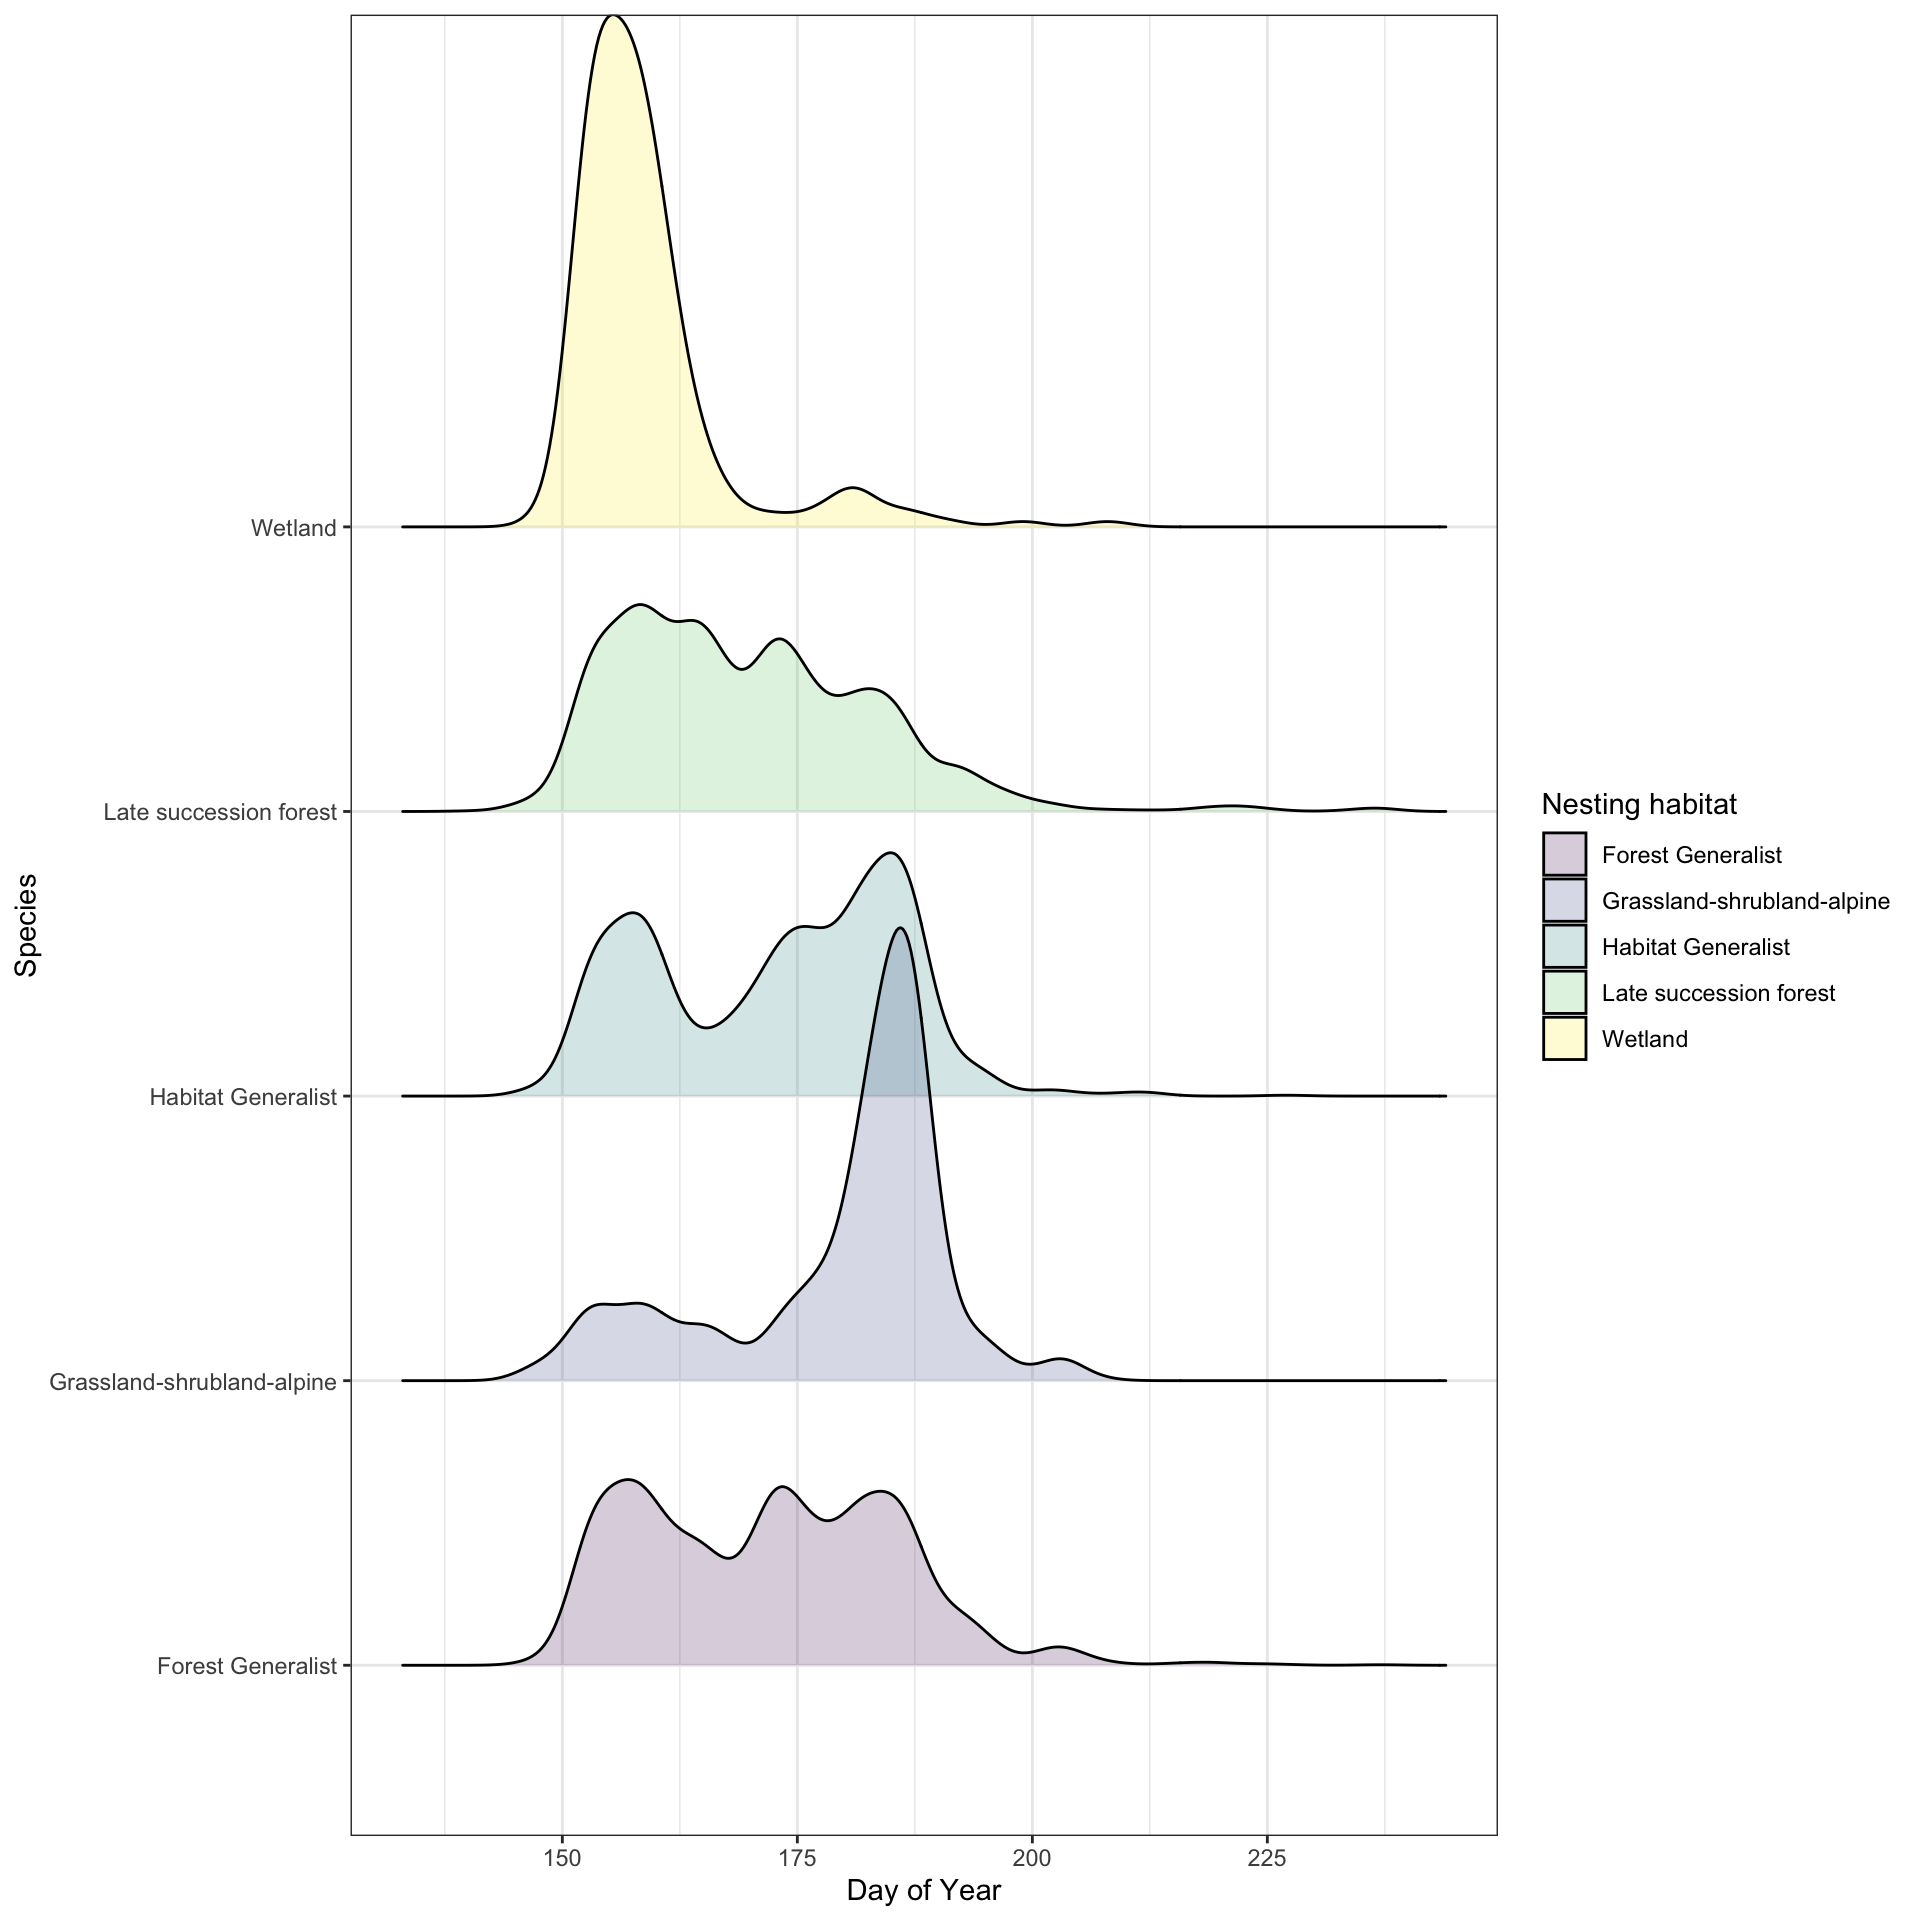 Species
Wetland
Late succession forest
Habitat Generalist
Grassland-shrubland-alpine
Forest Generalist
150 175 200 225
Day of Year
Nesting habitat
Forest Generalist
Grassland-shrubland-alpine
Habitat Generalist
Late succession forest
Wetland